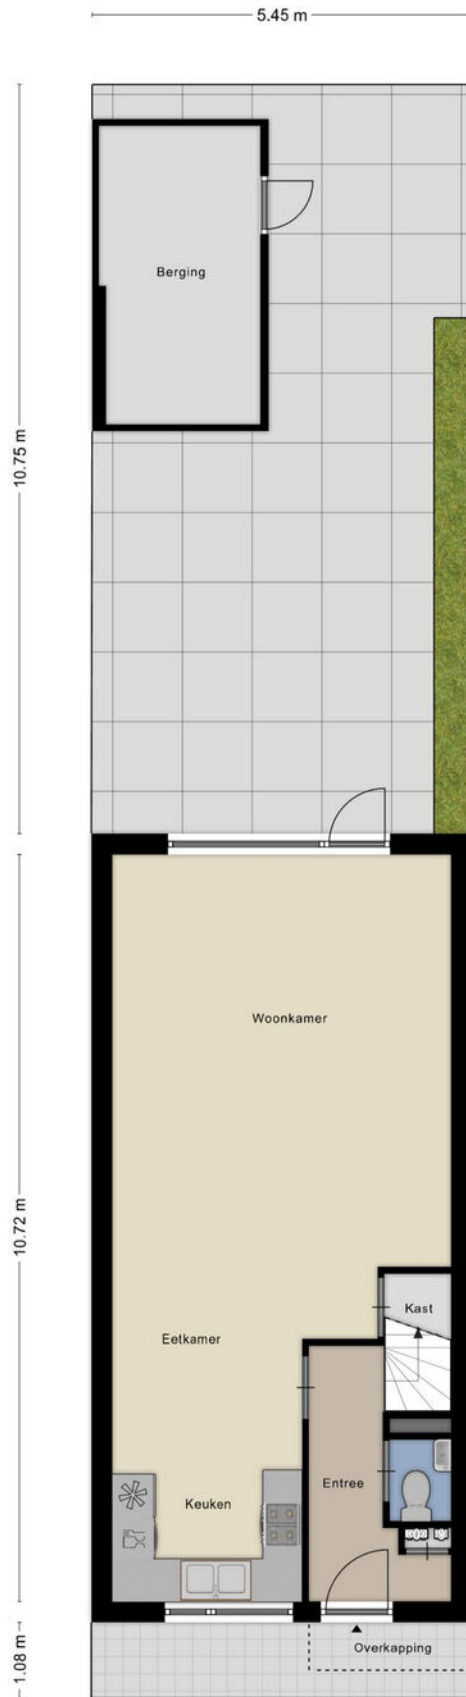 5.45 m
Berging
10.75 m
Woonkamer
10.72 m
Kast
Eetkamer
Entree
Keuken
Overkapping
1.08 m